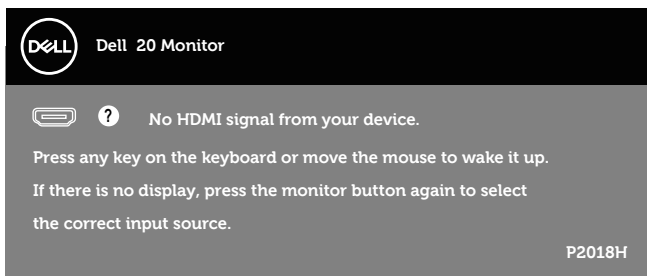 DELL
Dell 20 Monitor
? No HDMI signal from your device.
Press any key on the keyboard or move the mouse to wake it up.
If there is no display, press the monitor button again to select
the correct input source.
P2018H